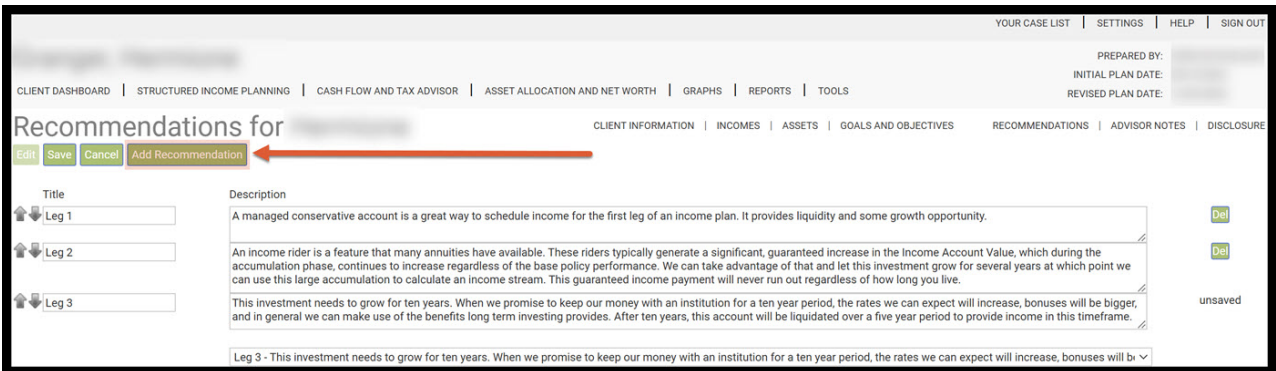 YOUR CASE LIST | SETTINGS | HELP | SIGN OUT
PREPARED BY:
INITIAL PLAN DATE:
CLIENT DASHBOARD | STRUCTURED INCOME PLANNING | CASH FLOW AND TAX ADVISOR | ASSET ALLOCATION AND NET WORTH | GRAPHS | REPORTS | TOOLS
REVISED PLAN DATE:
Recommendations for
CLIENT INFORMATION | INCOMES | ASSETS | GOALS AND OBJECTIVES RECOMMENDATIONS | ADVISOR NOTES | DISCLOSURE
Edit Save Cancel Add Recommendation
Title Description
Leg 1 A managed conservative account is a great way to schedule income for the first leg of an income plan. It provides liquidity and some growth opportunity. Del
Leg 2 An income rider is a feature that many annuities have available. These riders typically generate a significant, guaranteed increase in the Income Account Value, which during the Del
accumulation phase, continues to increase regardless of the base policy performance. We can take advantage of that and let this investment grow for several years at which point we
can use this large accumulation to calculate an income stream. This guaranteed income payment will never run out regardless of how long you live.
Leg 3 This investment needs to grow for ten years. When we promise to keep our money with an institution for a ten year period, the rates we can expect will increase, bonuses will be bigger, unsaved
and in general we can make use of the benefits long term investing provides. After ten years, this account will be liquidated over a five year period to provide income in this timeframe.
Leg 3 - This investment needs to grow for ten years. When we promise to keep our money with an institution for a ten year period, the rates we can expect will increase, bonuses will